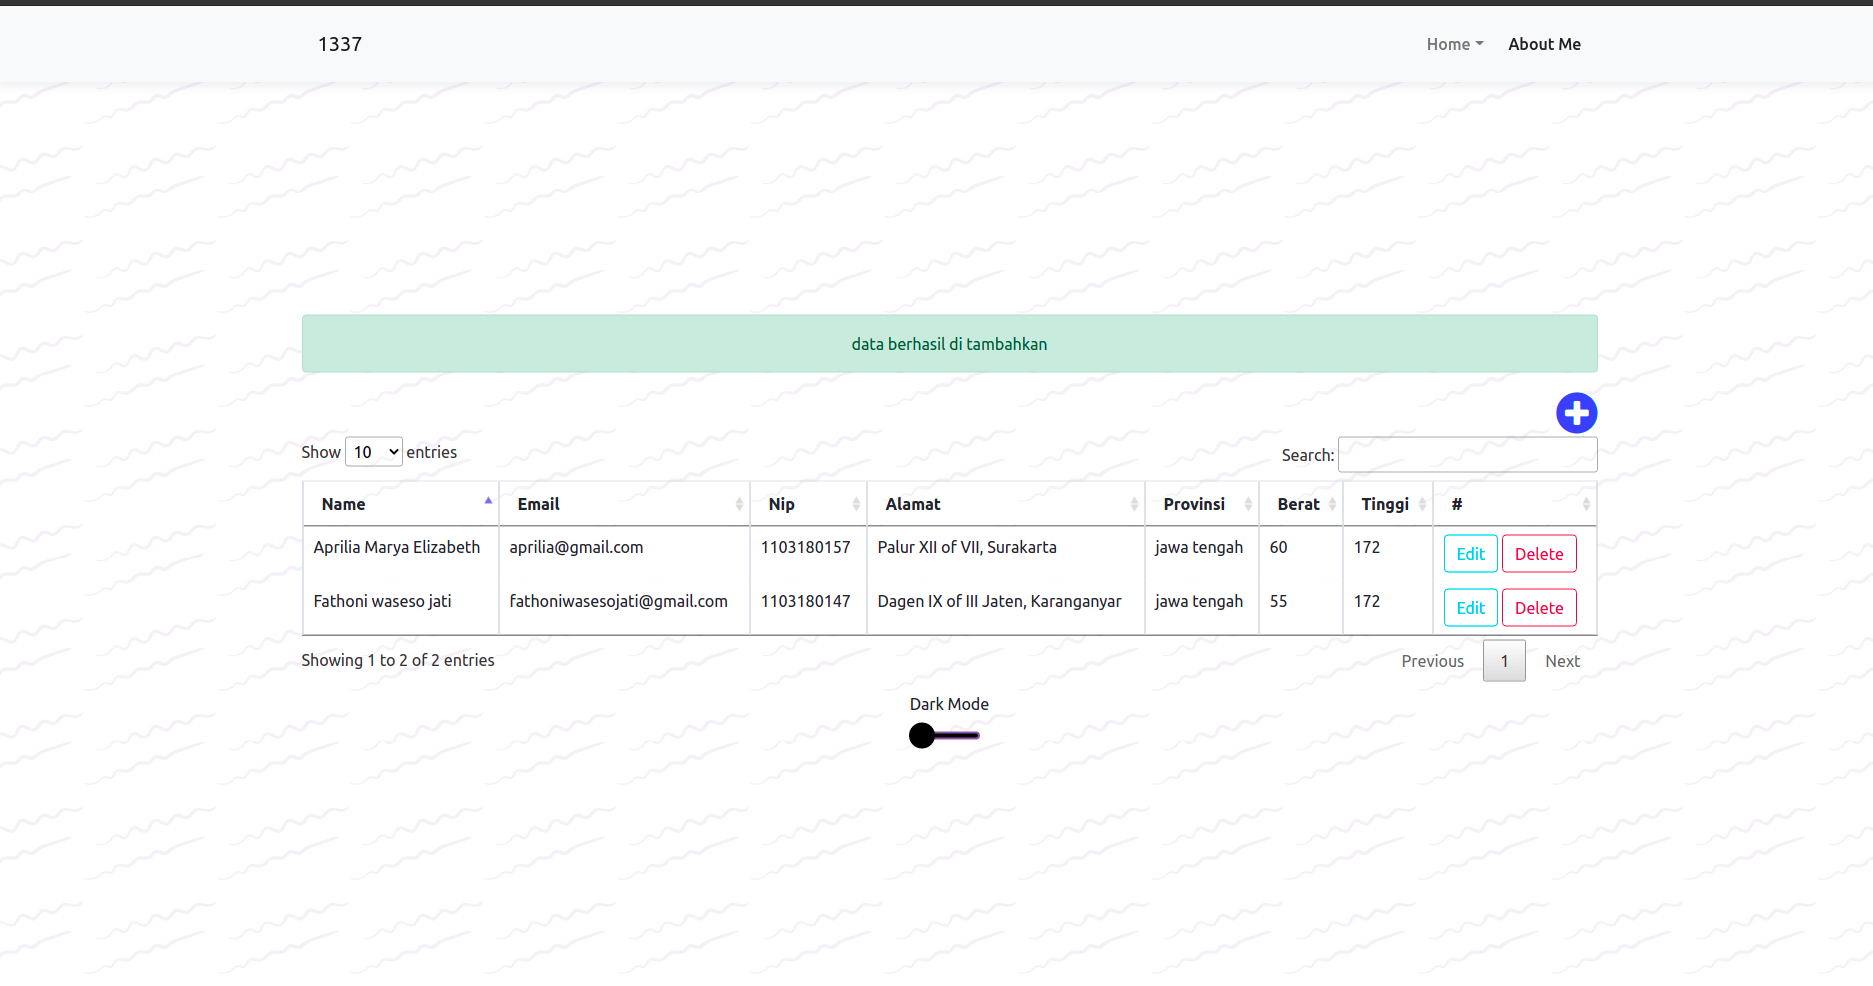 1337 Home About Me
data berhasil di tambahkan
Show 10 entries Search:
Name Email Nip Alamat Provinsi Berat Tinggi #
Aprilia Marya Elizabeth aprilia@gmail.com 1103180157 Palur XII of VII, Surakarta jawa tengah 60 172 Edit Delete
Fathoni waseso jati fathoniwasesojati@gmail.com 1103180147 Dagen IX of III Jaten, Karanganyar jawa tengah 55 172 Edit Delete
Showing 1 to 2 of 2 entries Previous 1 Next
Dark Mode